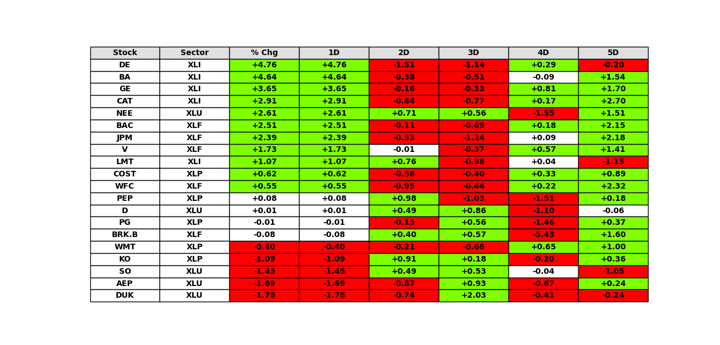 Stock Sector % Chg 1D 2D 3D 4D 5D
DE XLI +4.76 +4.76 -1.51 -1.14 +0.29 -0.20
BA XLI +4.64 +4.64 -0.38 -0.51 -0.09 +1.54
GE XLI +3.65 +3.65 -0.16 -0.33 +0.81 +1.70
CAT XLI +2.91 +2.91 -0.84 -0.77 +0.17 +2.70
NEE XLU +2.61 +2.61 +0.71 +0.56 -1.55 +1.51
BAC XLF +2.51 +2.51 -0.11 -0.69 +0.18 +2.15
JPM XLF +2.39 +2.39 -0.33 -1.24 +0.09 +2.18
V XLF +1.73 +1.73 -0.01 -0.37 +0.57 +1.41
LMT XLI +1.07 +1.07 +0.76 -0.98 +0.04 -1.15
COST XLP +0.62 +0.62 -0.58 -0.40 +0.33 +0.89
WFC XLF +0.55 +0.55 -0.95 -0.44 +0.22 +2.32
PEP XLP +0.08 +0.08 +0.98 -1.03 -1.51 +0.18
D XLU +0.01 +0.01 +0.49 +0.86 -1.10 -0.06
PG XLP -0.01 -0.01 -0.15 +0.56 -1.46 +0.37
BRK.B XLF -0.08 -0.08 +0.40 +0.57 -5.43 +1.60
WMT XLP -0.40 -0.40 -0.21 -0.66 +0.65 +1.00
KO XLP -1.09 -1.09 +0.91 +0.18 -0.20 +0.36
SO XLU -1.45 -1.45 +0.49 +0.53 -0.04 -1.05
AEP XLU -1.69 -1.69 -0.87 +0.93 -0.67 +0.24
DUK XLU -1.78 -1.78 -0.74 +2.03 -0.41 -0.24